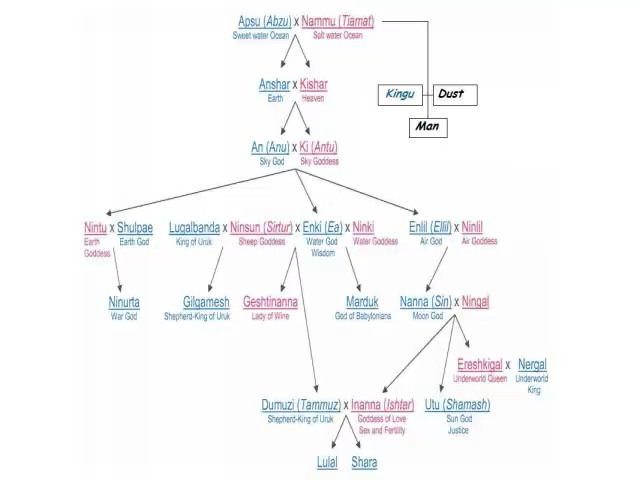 Apsu (Abzu) x Nammu (Tiamat)
Sweet water Ocean Salt water Ocean
Anshar x Kishar
Earth Heaven
Kingu Dust
Man
An (Anu) x Ki (Antu)
Sky God Sky Goddess
Nintu x Shulpae Lugalbanda x Ninsun (Sirtur) x Enki (Ea) x Ninki Enlil (Ellil) x Ninlil
Earth Goddess Earth God King of Uruk Sheep Goddess Water God Wisdom Water Goddess Air God Air Goddess
Ninurta Gilgamesh Geshtinanna Marduk Nanna (Sin) x Ningal
War God Shepherd-King of Uruk Lady of Wine God of Babylonians Moon God
Ereshkigal x Nergal
Underworld Queen Underworld King
Dumuzi (Tammuz) x Inanna (Ishtar) Utu (Shamash)
Shepherd-King of Uruk Goddess of Love Sex and Fertility Sun God Justice
Lulal Shara